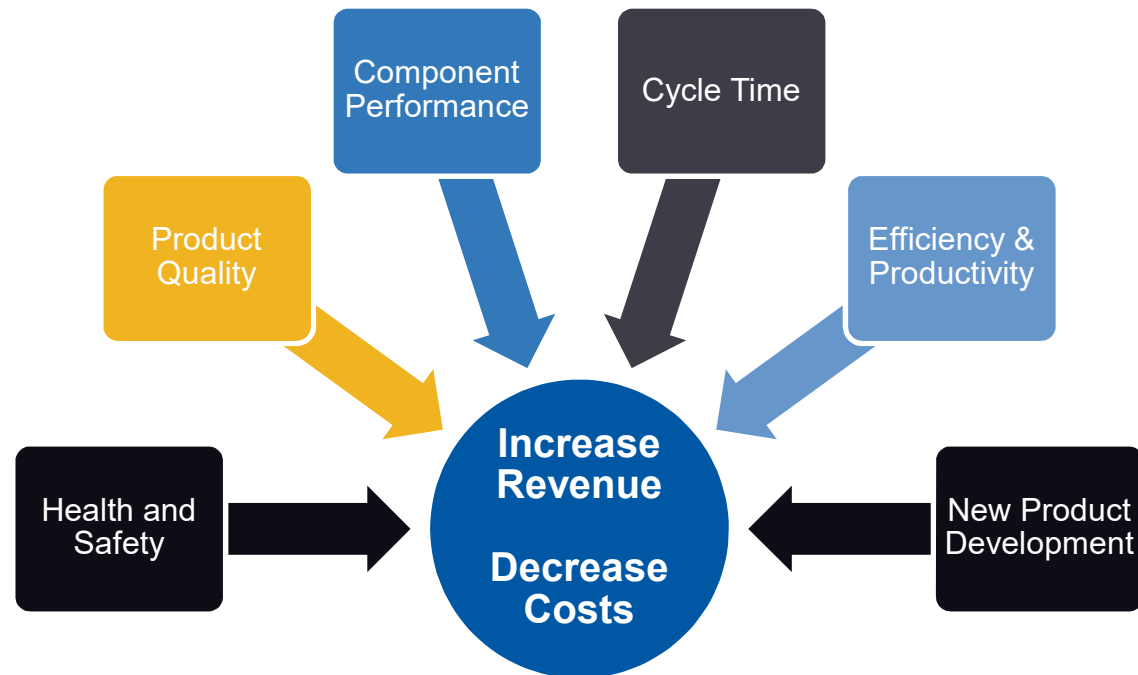 Component
Performance
Cycle Time
Product
Quality
Efficiency &
Productivity
Health and
Safety
Increase
Revenue
Decrease
Costs
New Product
Development